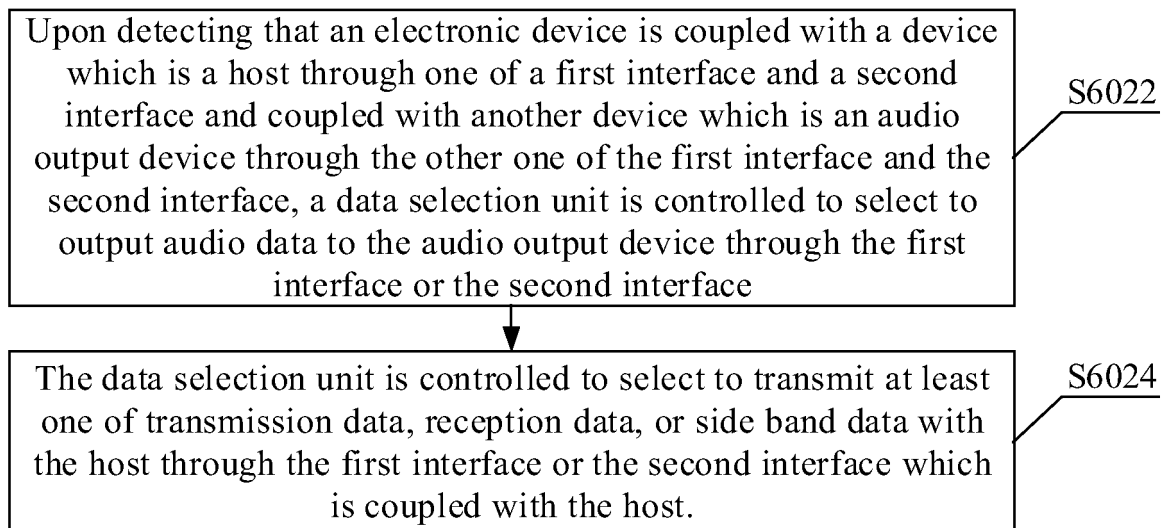 Upon detecting that an electronic device is coupled with a device
which is a host through one of a first interface and a second
interface and coupled with another device which is an audio
output device through the other one of the first interface and the
second interface, a data selection unit is controlled to select to
output audio data to the audio output device through the first
interface or the second interface
S6022
The data selection unit is controlled to select to transmit at least
one of transmission data, reception data, or side band data with
the host through the first interface or the second interface which
is coupled with the host.
S6024